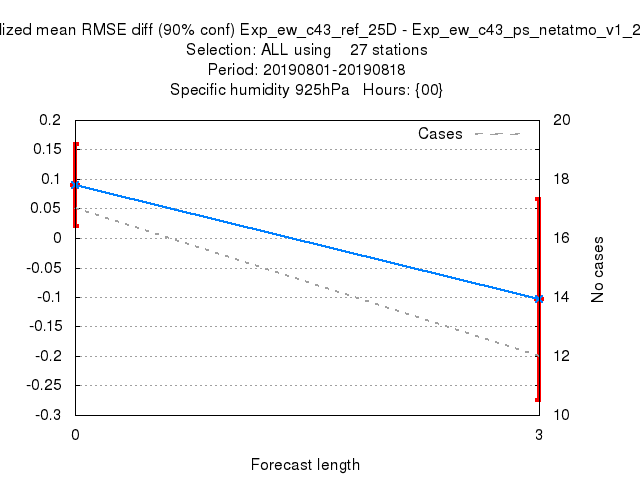 lized mean RMSE diff (90% conf) Exp_ew_c43_ref_25D - Exp_ew_c43_ps_netatmo_v1_2
Selection: ALL using 27 stations
Period: 20190801-20190818
Specific humidity 925hPa Hours: {00}
Cases
0.2
0.15
0.1
0.05
0
-0.05
-0.1
-0.15
-0.2
-0.25
-0.3
20
18
16
14
12
10
No cases
0
3
Forecast length